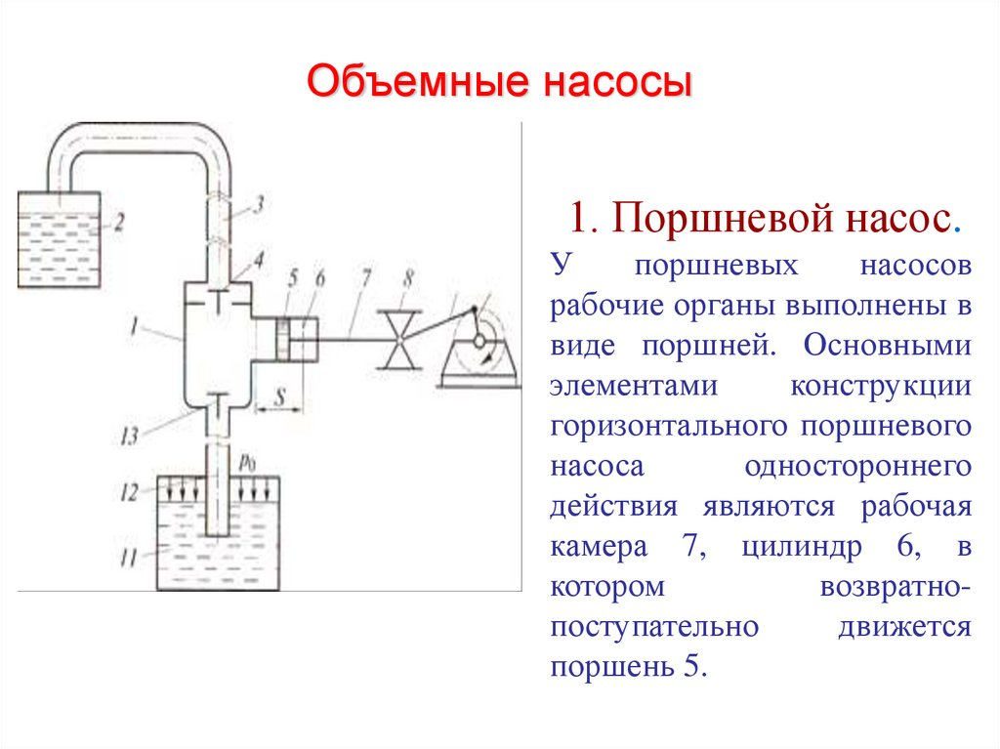 Объемные насосы
1. Поршневой насос.
У поршневых насосов
рабочие органы выполнены в
виде поршней. Основными
элементами конструкции
горизонтального поршневого
насоса одностороннего
действия являются рабочая
камера 7, цилиндр 6, в
котором возвратно-
поступательно движется
поршень 5.
2
3
4
5 6 7 8
1
S
13
p0
12
11